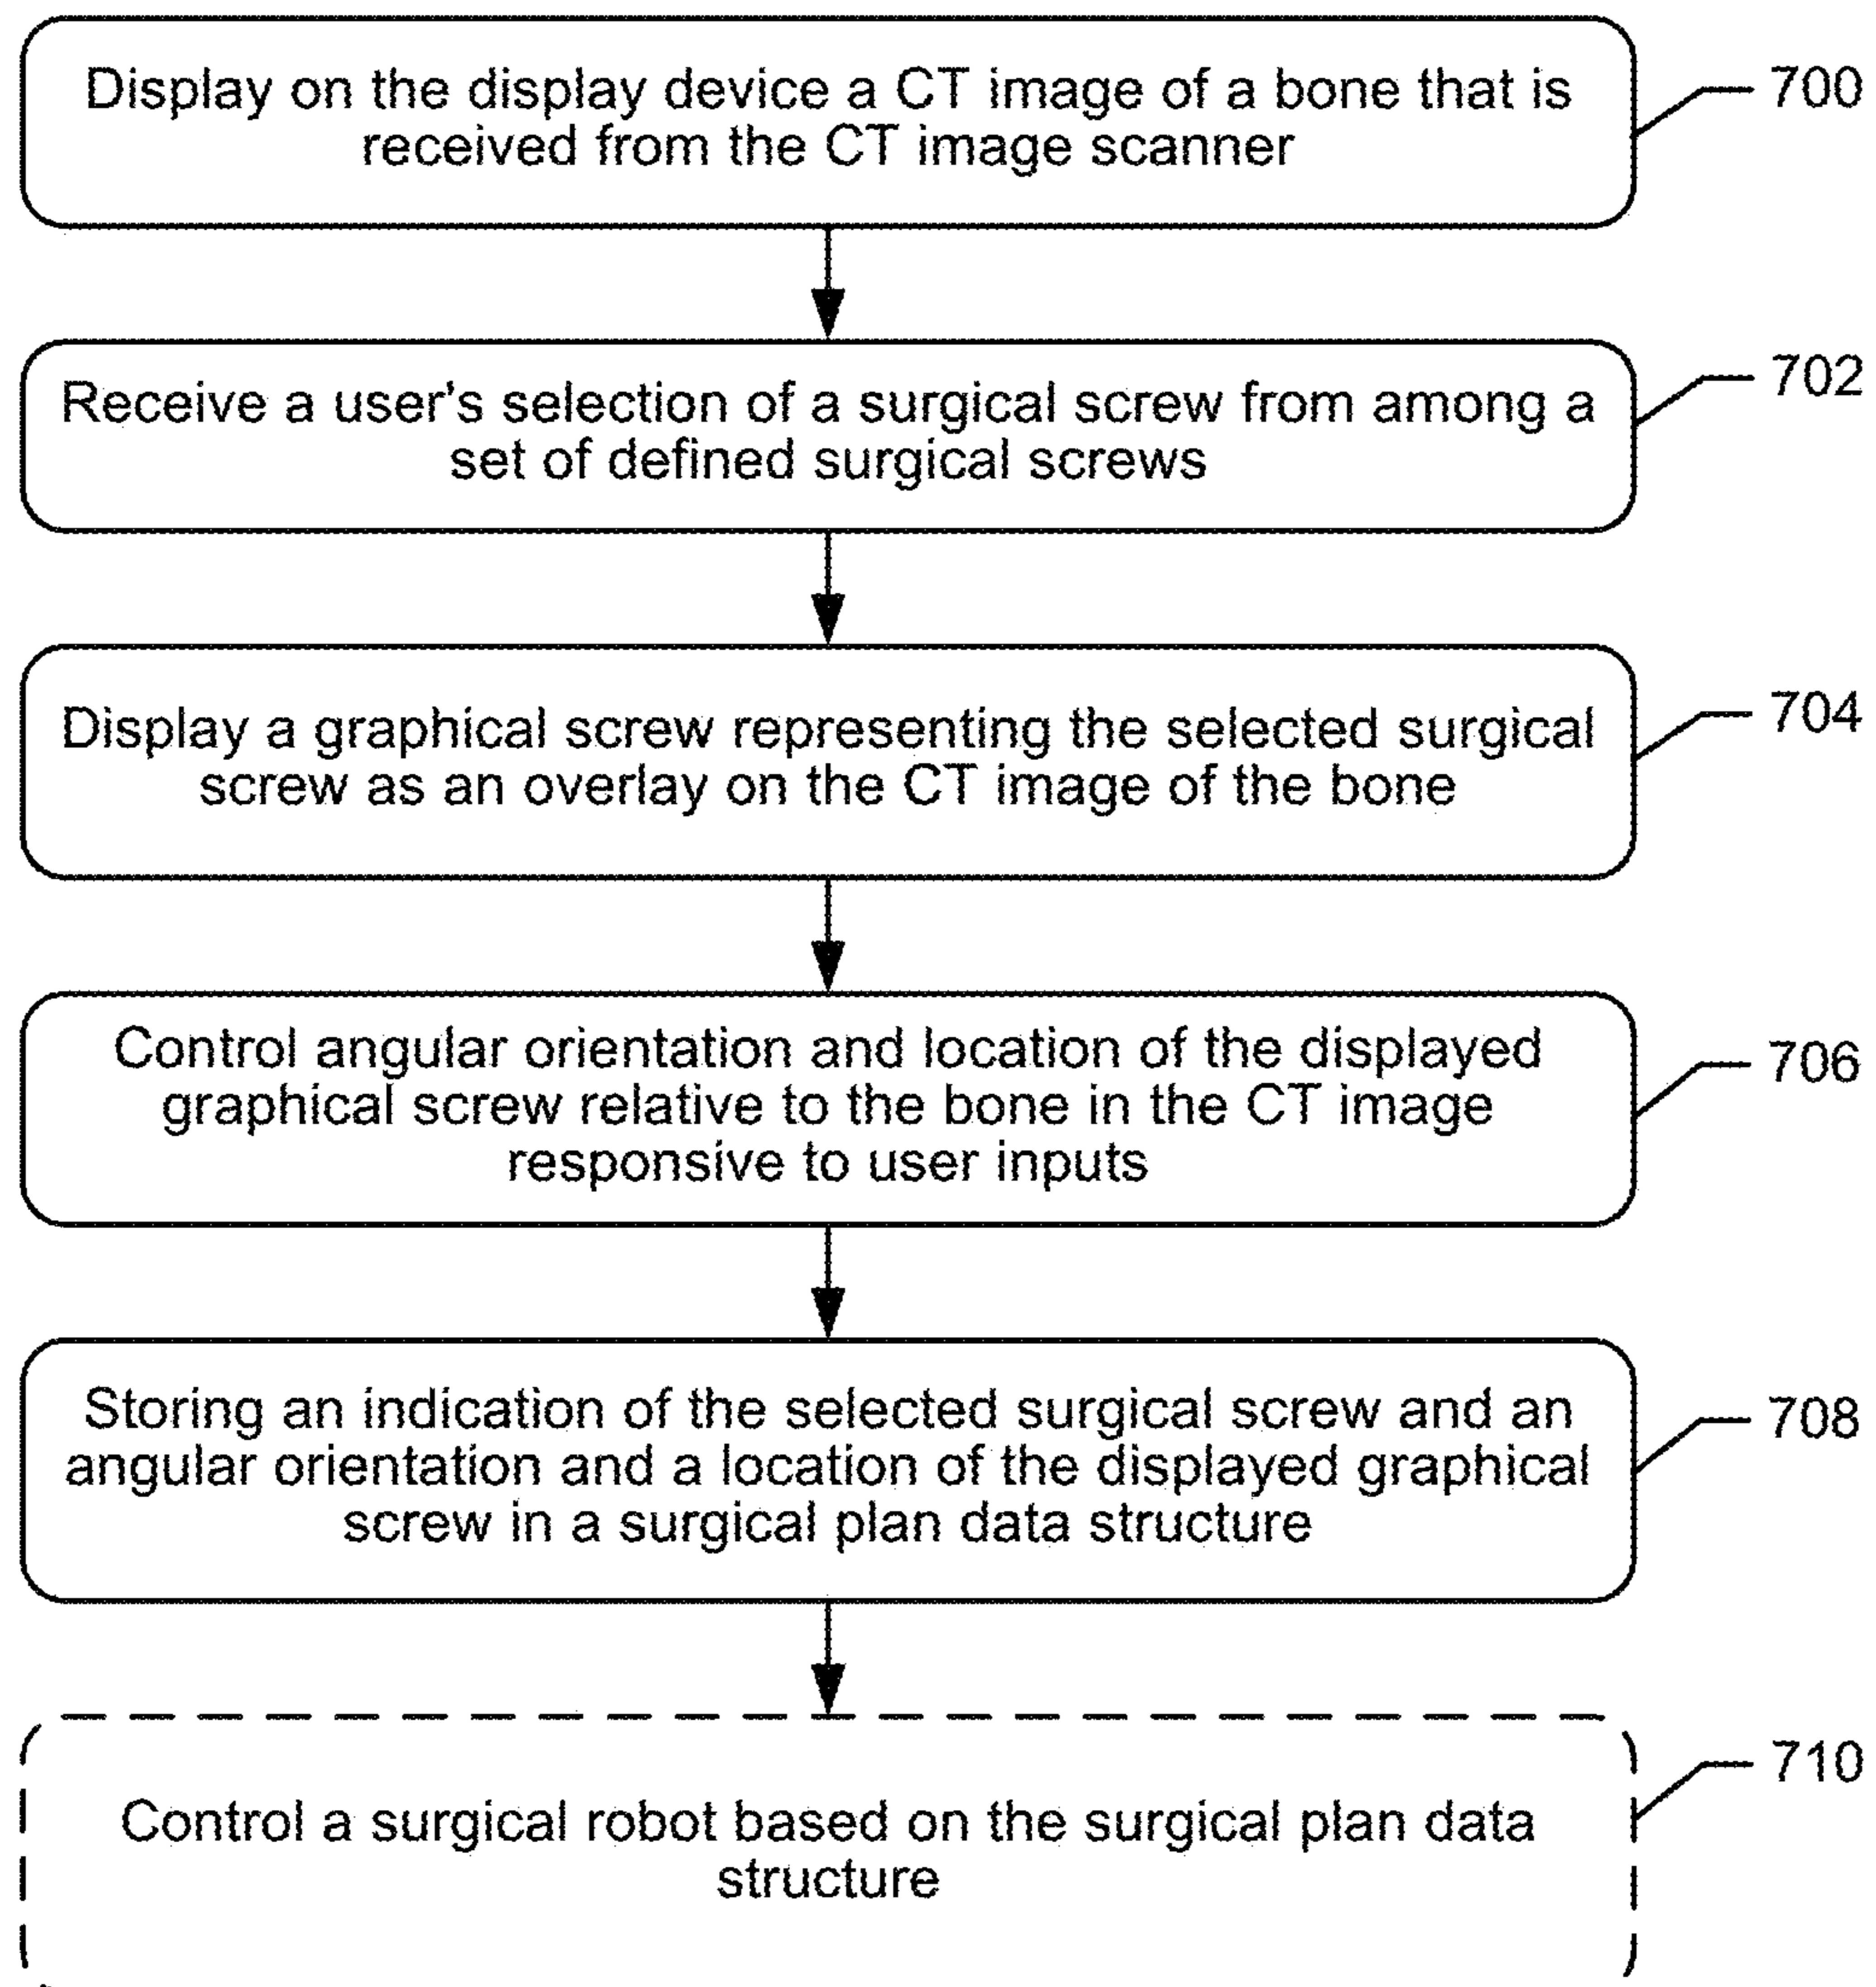 Display on the display device a CT image of a bone that is
received from the CT image scanner
700
Receive a user's selection of a surgical screw from among a
set of defined surgical screws
702
Display a graphical screw representing the selected surgical
screw as an overlay on the CT image of the bone
704
Control angular orientation and location of the displayed
graphical screw relative to the bone in the CT image
responsive to user inputs
706
Storing an indication of the selected surgical screw and an
angular orientation and a location of the displayed graphical
screw in a surgical plan data structure
708
Control a surgical robot based on the surgical plan data
structure
710